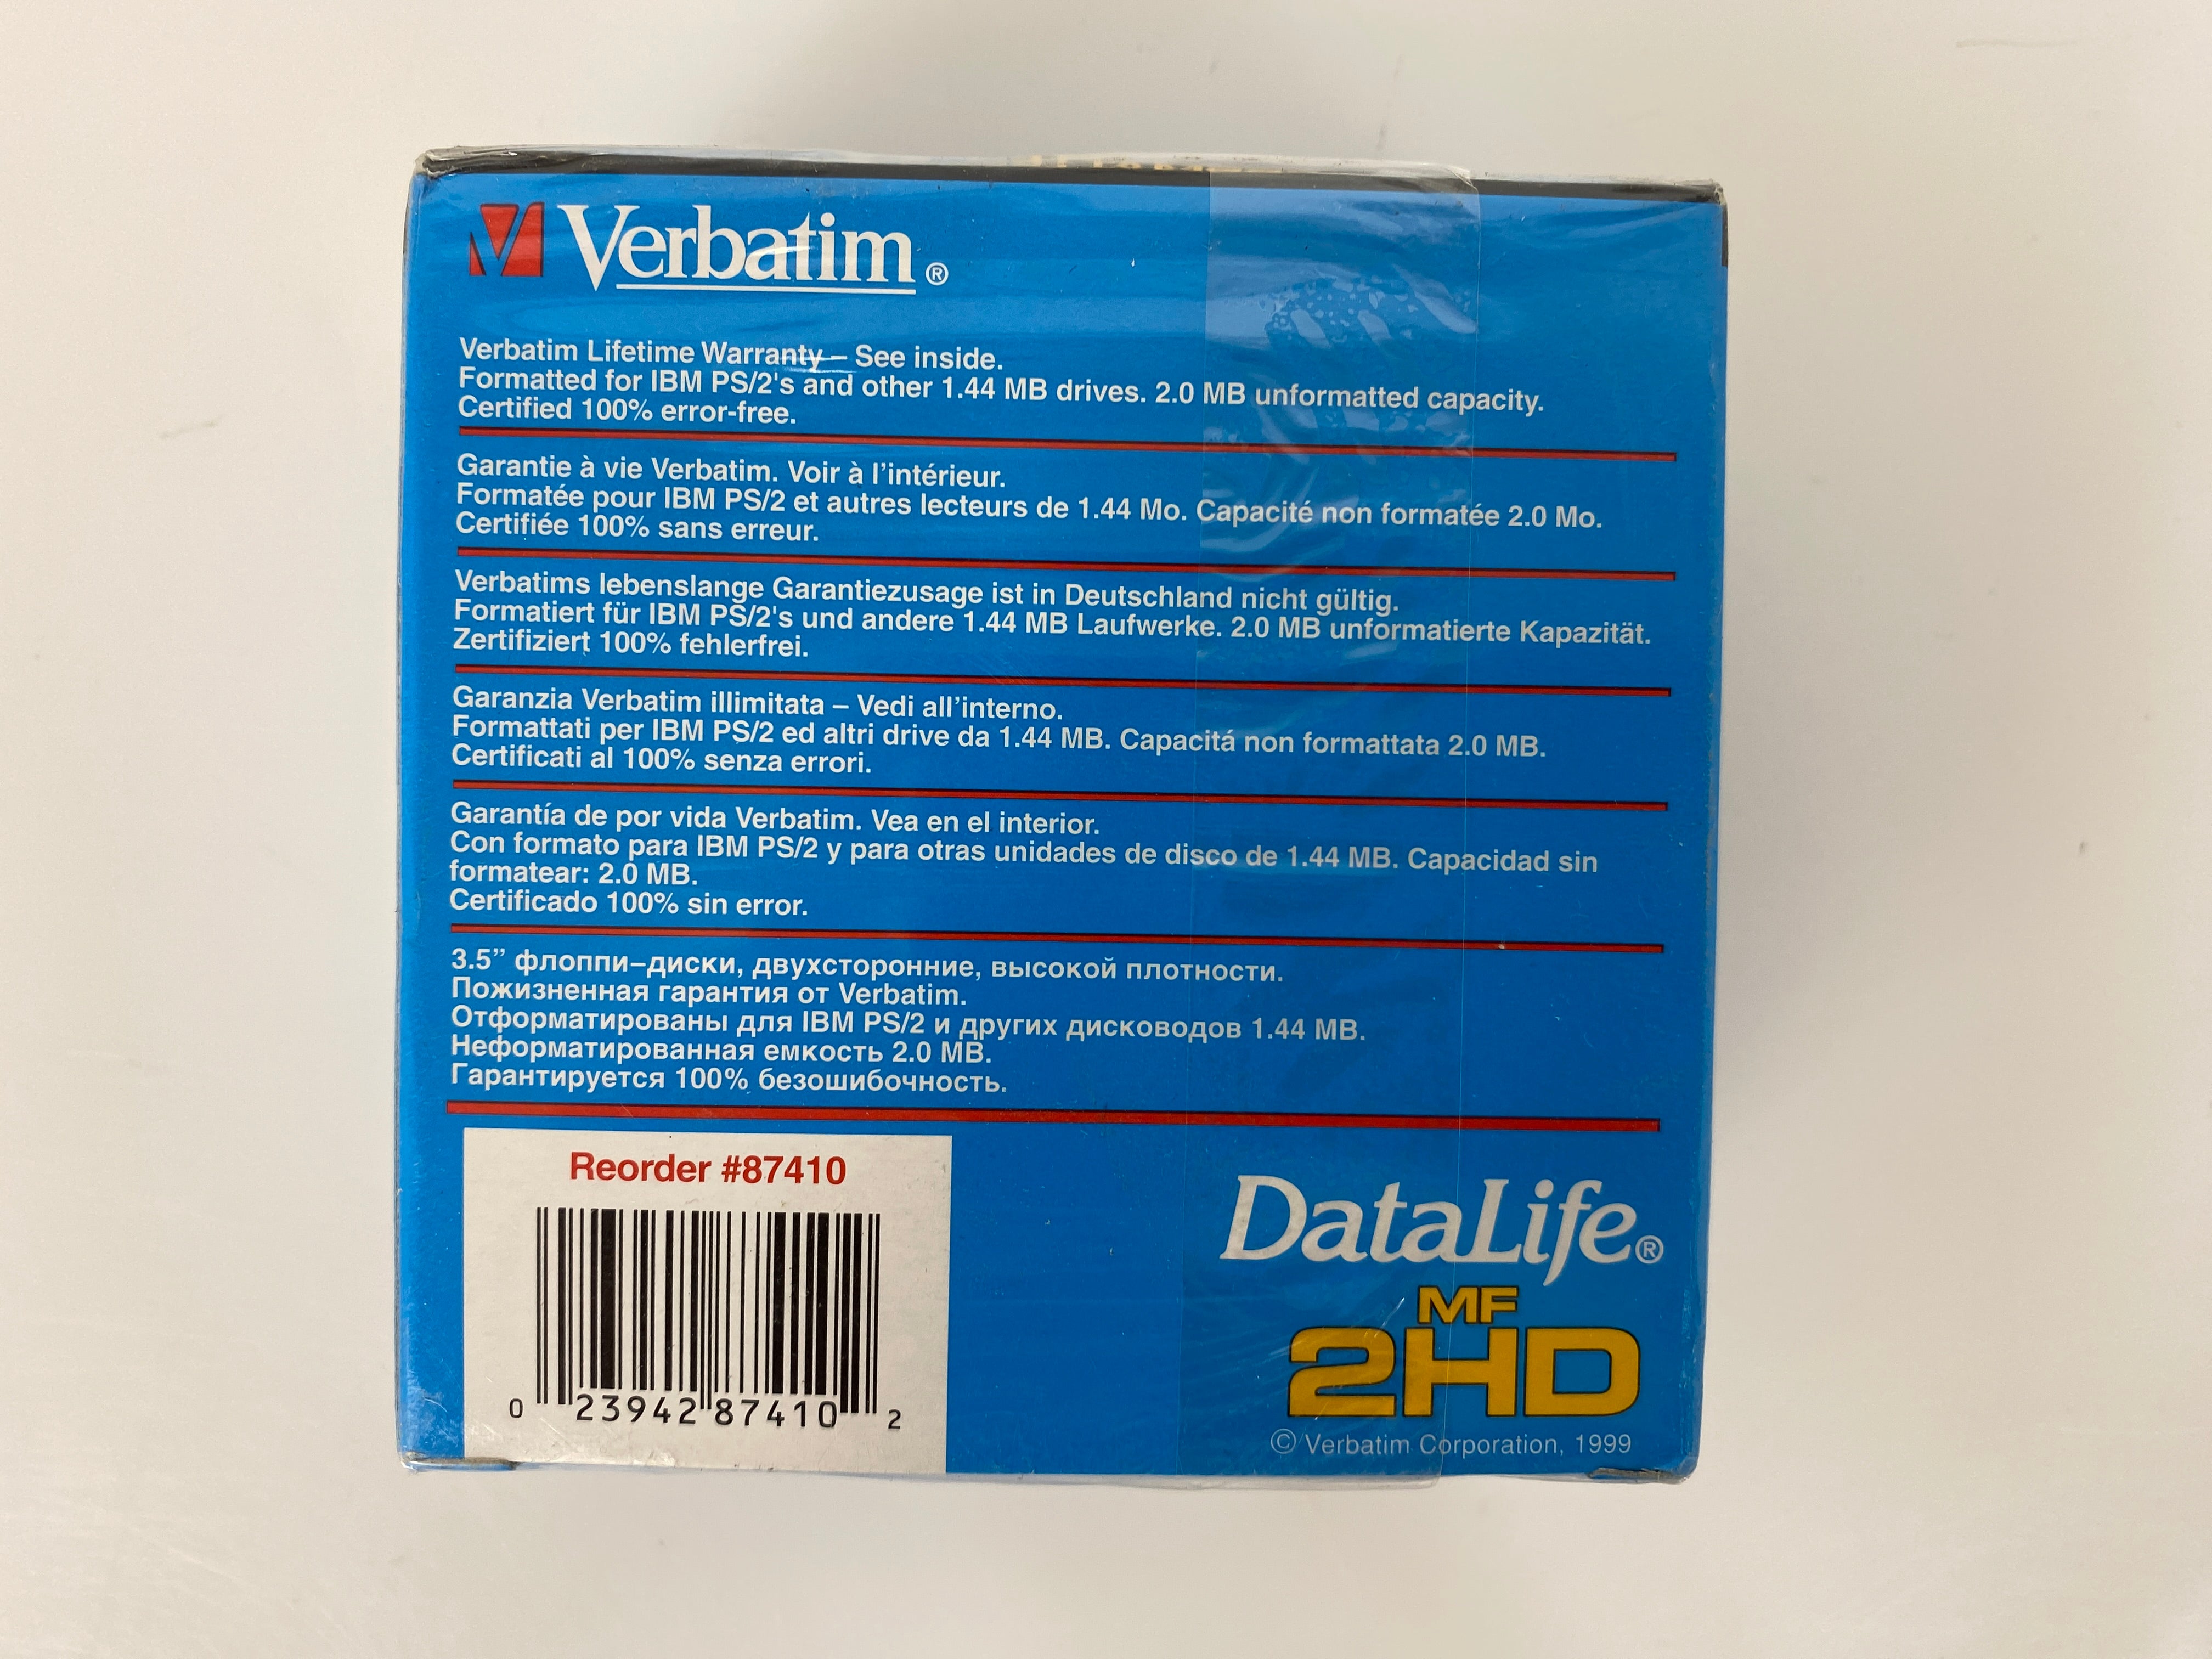 Verbatim®
Verbatim Lifetime Warranty – See inside.
Formatted for IBM PS/2's and other 1.44 MB drives. 2.0 MB unformatted capacity.
Certified 100% error-free.
Garantie à vie Verbatim. Voir à l'intérieur.
Formatée pour IBM PS/2 et autres lecteurs de 1.44 Mo. Capacité non formatée 2.0 Mo.
Certifiée 100% sans erreur.
Verbatims lebenslange Garantiezusage ist in Deutschland nicht gültig.
Formatiert für IBM PS/2's und andere 1.44 MB Laufwerke. 2.0 MB unformatierte Kapazität.
Zertifiziert 100% fehlerfrei.
Garanzia Verbatim illimitata – Vedi all'interno.
Formattati per IBM PS/2 ed altri drive da 1.44 MB. Capacitá non formattata 2.0 MB.
Certificati al 100% senza errori.
Garantía de por vida Verbatim. Vea en el interior.
Con formato para IBM PS/2 y para otras unidades de disco de 1.44 MB. Capacidad sin
formatear: 2.0 MB.
Certificado 100% sin error.
3.5” флоппи–диски, двухсторонние, высокой плотности.
Пожизненная гарантия от Verbatim.
Отформатированы для IBM PS/2 и других дисководов 1.44 MB.
Неформатированная емкость 2.0 MB.
Гарантируется 100% безошибочность.
Reorder #87410
0 23942 87410 2
DataLife®
MF
2HD
© Verbatim Corporation, 1999